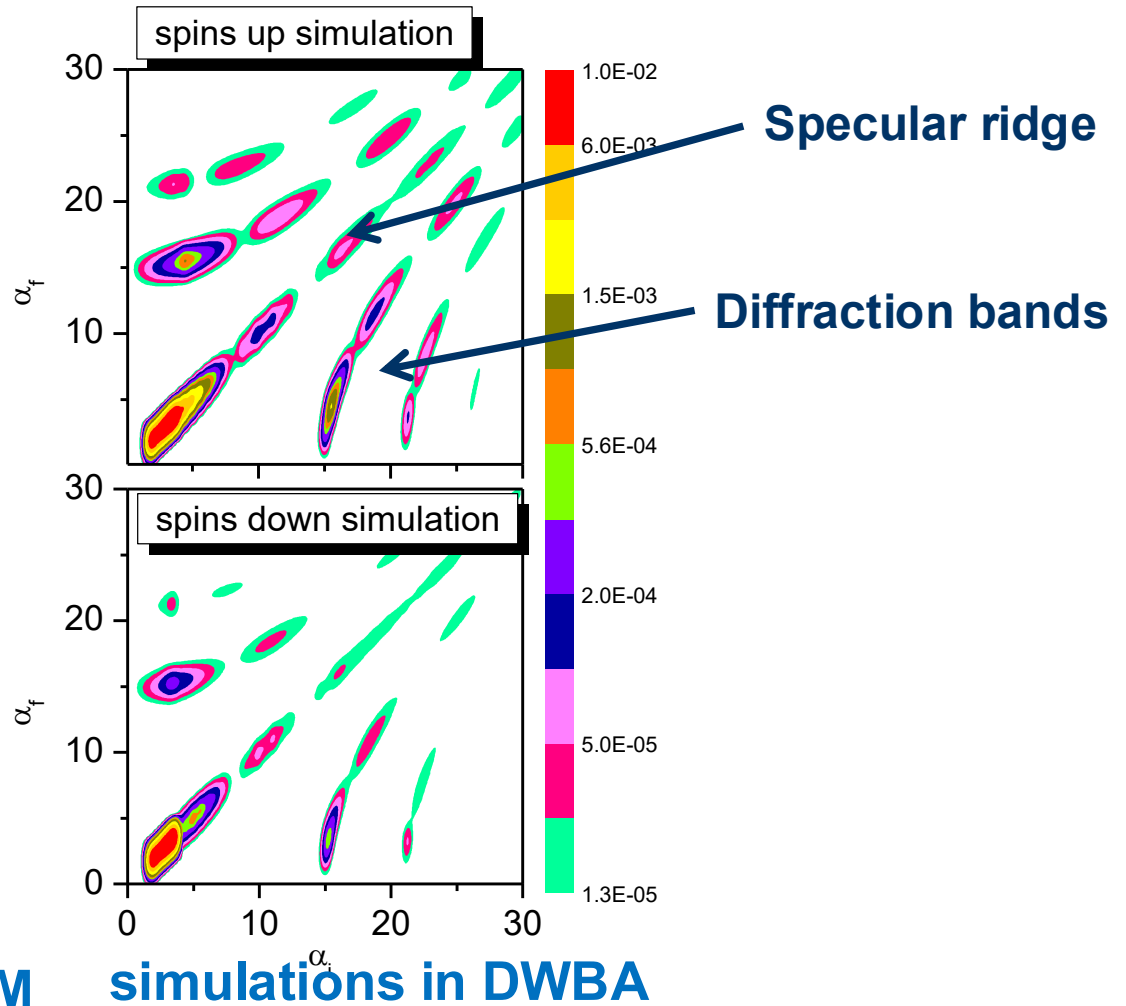 spins up simulation
30
20
10
α_f
1.0E-02
6.0E-03
1.5E-03
5.6E-04
2.0E-04
5.0E-05
1.3E-05
Specular ridge
Diffraction bands
spins down simulation
30
20
10
0
α_f
0 10 20 30
α_i
M simulations in DWBA